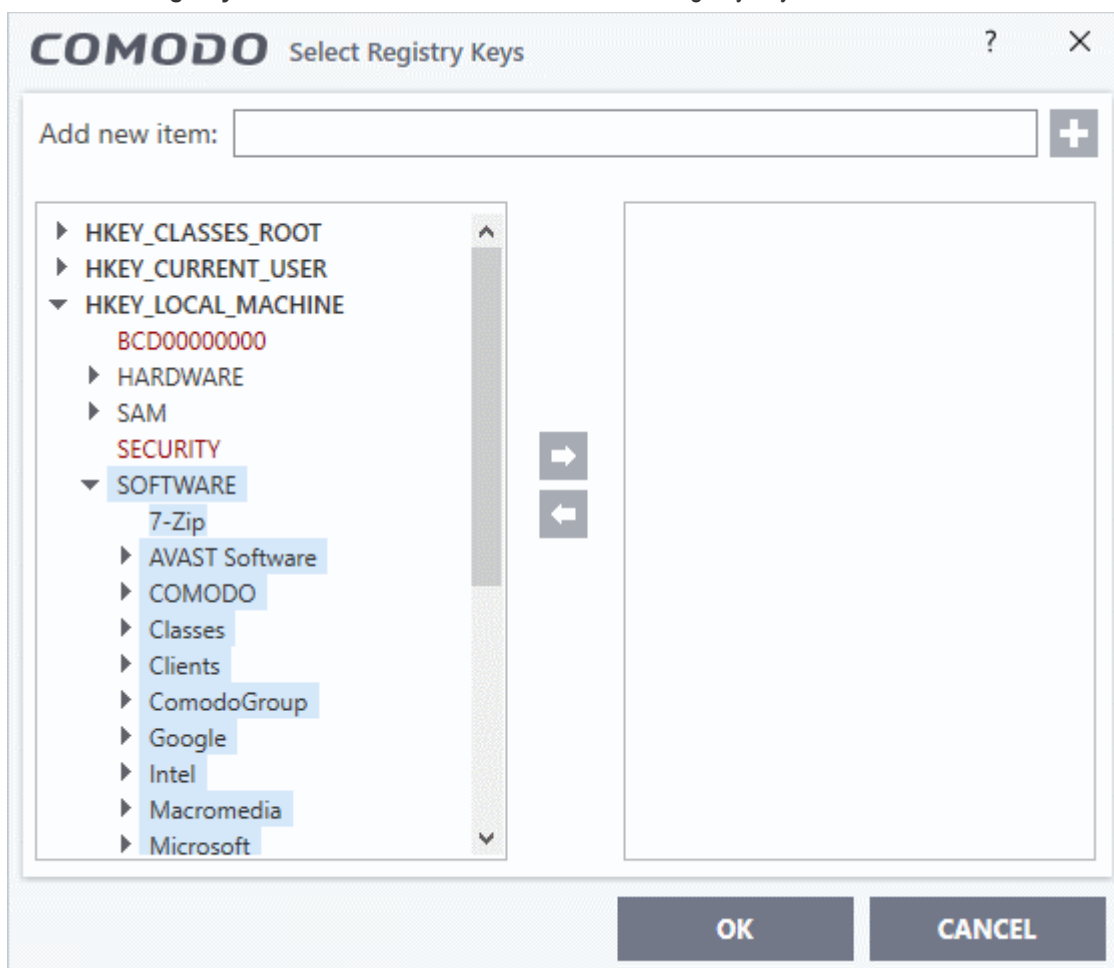 COMODO Select Registry Keys ? ×
Add new item:
HKEY_CLASSES_ROOT
HKEY_CURRENT_USER
HKEY_LOCAL_MACHINE
BCD00000000
HARDWARE
SAM
SECURITY
SOFTWARE
7-Zip
AVAST Software
COMODO
Classes
Clients
ComodoGroup
Google
Intel
Macromedia
Microsoft
OK CANCEL